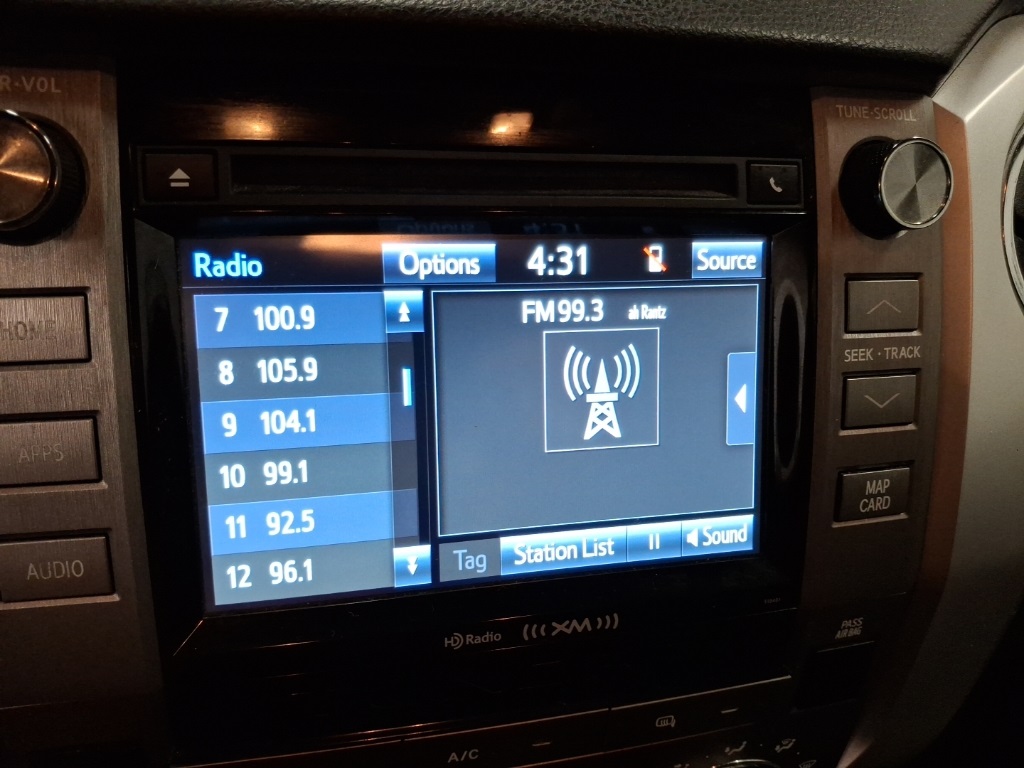 R·VOL
TUNE·SCROLL
Radio
Options
4:31
Source
7 100.9
8 105.9
9 104.1
10 99.1
11 92.5
12 96.1
FM 99.3
Tag
Station List
Sound
HOME
APPS
AUDIO
SEEK · TRACK
MAP
CARD
HD Radio
((( XM )))
PASS
AIR BAG
A/C